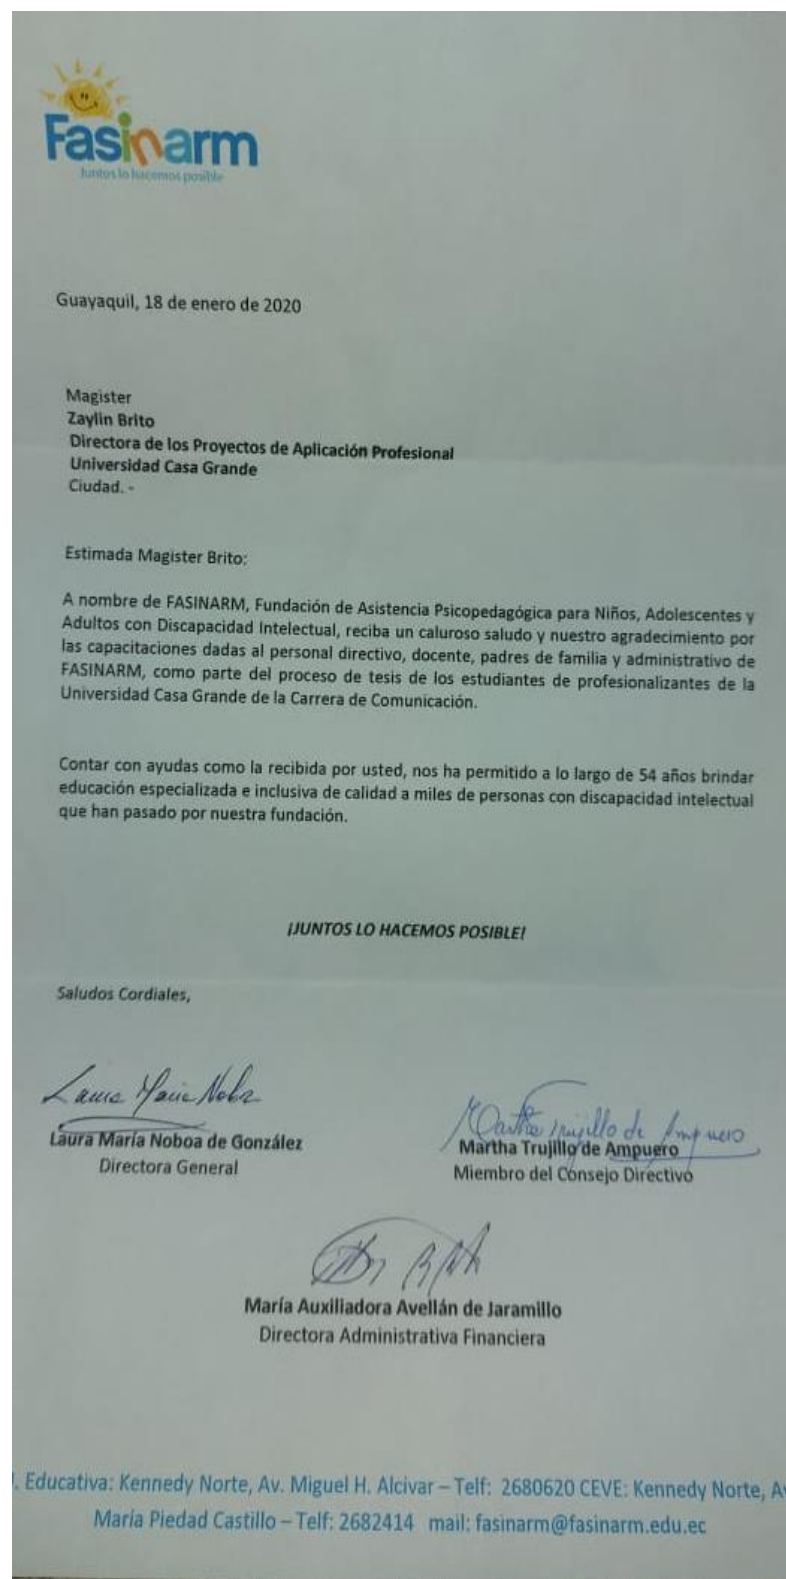 Fasinarm
Juntos lo hacemos posible
Guayaquil, 18 de enero de 2020
Magister
Zaylin Brito
Directora de los Proyectos de Aplicación Profesional
Universidad Casa Grande
Ciudad. -
Estimada Magister Brito:
A nombre de FASINARM, Fundación de Asistencia Psicopedagógica para Niños, Adolescentes y
Adultos con Discapacidad Intelectual, reciba un caluroso saludo y nuestro agradecimiento por
las capacitaciones dadas al personal directivo, docente, padres de familia y administrativo de
FASINARM, como parte del proceso de tesis de los estudiantes de profesionalizantes de la
Universidad Casa Grande de la Carrera de Comunicación.
Contar con ayudas como la recibida por usted, nos ha permitido a lo largo de 54 años brindar
educación especializada e inclusiva de calidad a miles de personas con discapacidad intelectual
que han pasado por nuestra fundación.
¡JUNTOS LO HACEMOS POSIBLE!
Saludos Cordiales,
Laura Maria Noboa
Martha Trujillo de Ampuero
Laura María Noboa de González
Martha Trujillo de Ampuero
Directora General
Miembro del Consejo Directivo
María Auxiliadora Avellán de Jaramillo
Directora Administrativa Financiera
. Educativa: Kennedy Norte, Av. Miguel H. Alcivar – Telf: 2680620 CEVE: Kennedy Norte, Av
María Piedad Castillo – Telf: 2682414 mail: fasinarm@fasinarm.edu.ec